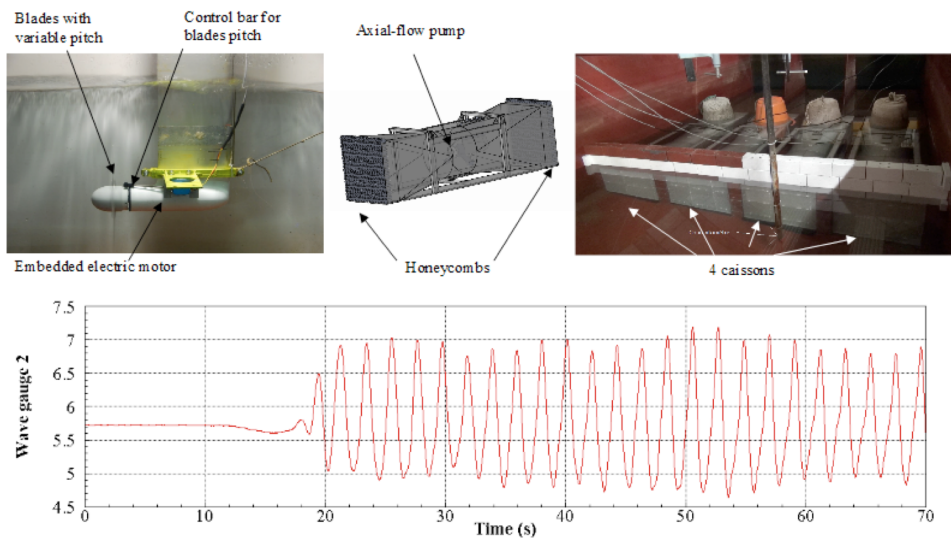 Blades with
variable pitch
Control bar for
blades pitch
Axial-flow pump
Embedded electric motor
Honeycombs
4 caissons
Wave gauge 2
7.5
7
6.5
6
5.5
5
4.5
0
10
20
30
40
50
60
70
Time (s)